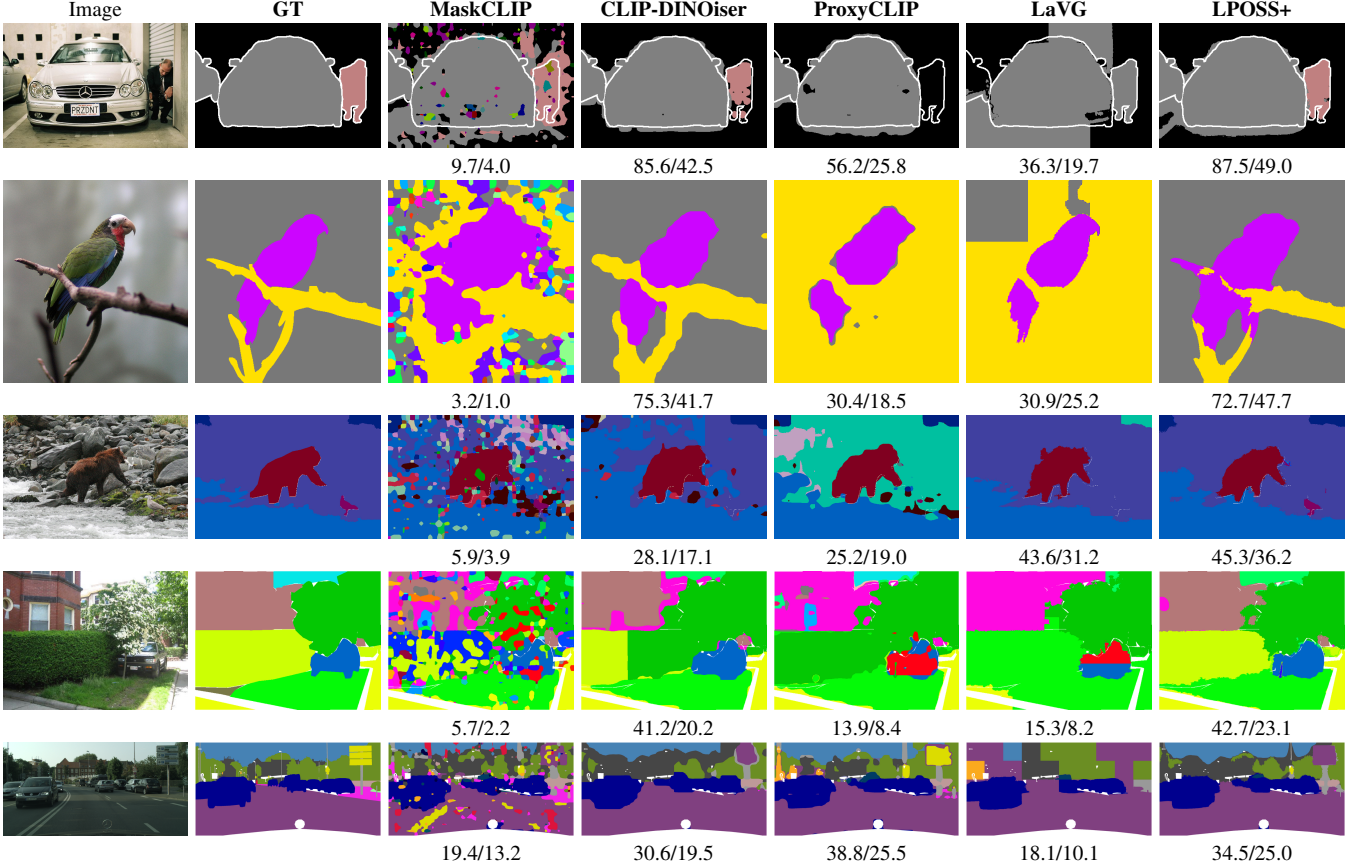 Image GT MaskCLIP CLIP-DINOiser ProxyCLIP LaVG LPOSS+
PRZDNT
9.7/4.0 85.6/42.5 56.2/25.8 36.3/19.7 87.5/49.0
3.2/1.0 75.3/41.7 30.4/18.5 30.9/25.2 72.7/47.7
5.9/3.9 28.1/17.1 25.2/19.0 43.6/31.2 45.3/36.2
5.7/2.2 41.2/20.2 13.9/8.4 15.3/8.2 42.7/23.1
19.4/13.2 30.6/19.5 38.8/25.5 18.1/10.1 34.5/25.0